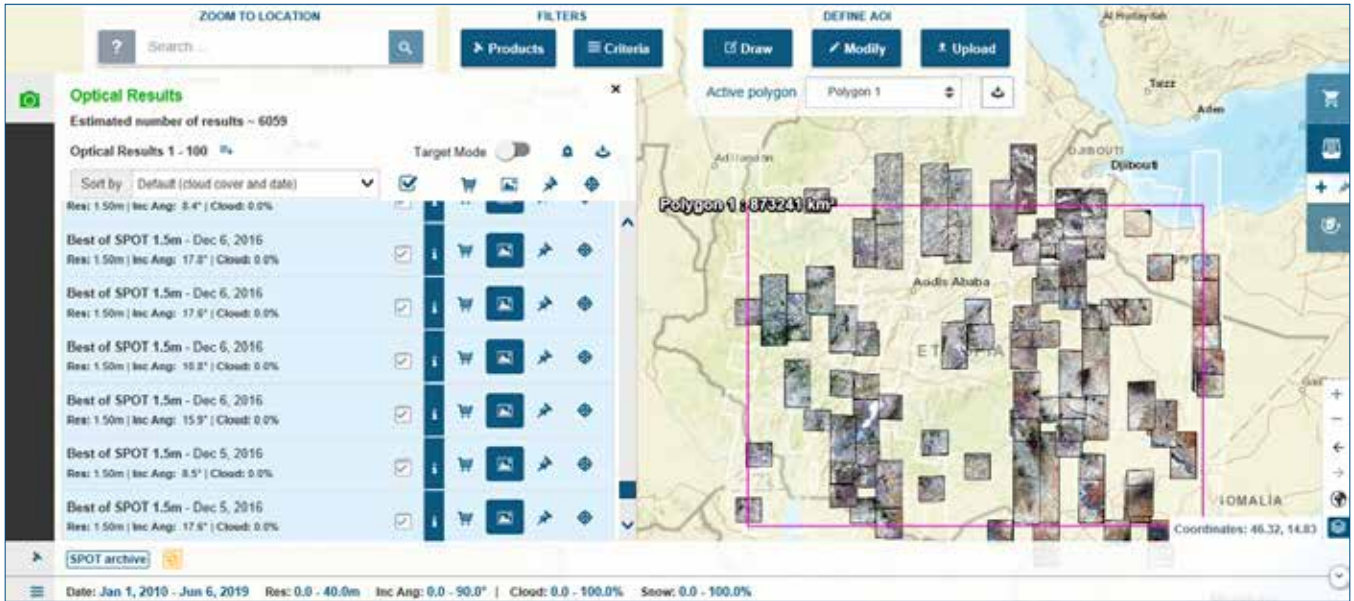 ZOOM TO LOCATION
FILTERS
DEFINE AOI
?
Search ...
Products
Criteria
Draw
Modify
Upload
Active polygon
Polygon 1
Optical Results
×
Estimated number of results ~ 6059
Optical Results 1 - 100
Target Mode
Sort by
Default (cloud cover and date)
Res: 1.50m | Inc Ang: 8.4° | Cloud: 0.0%
Best of SPOT 1.5m - Dec 6, 2016
Res: 1.50m | Inc Ang: 17.8° | Cloud: 0.0%
Best of SPOT 1.5m - Dec 6, 2016
Res: 1.50m | Inc Ang: 17.6° | Cloud: 0.0%
Best of SPOT 1.5m - Dec 6, 2016
Res: 1.50m | Inc Ang: 10.8° | Cloud: 0.0%
Best of SPOT 1.5m - Dec 6, 2016
Res: 1.50m | Inc Ang: 15.9° | Cloud: 0.0%
Best of SPOT 1.5m - Dec 5, 2016
Res: 1.50m | Inc Ang: 8.5° | Cloud: 0.0%
Best of SPOT 1.5m - Dec 5, 2016
Res: 1.50m | Inc Ang: 17.6° | Cloud: 0.0%
Al Hudaydah
Taizz
Aden
DJIBOUTI
Djibouti
Polygon 1 : 873241 km²
Addis Ababa
SOMALIA
Coordinates: 46.32, 14.83
SPOT archive
Date: Jan 1, 2010 - Jun 6, 2019 Res: 0.0 - 40.0m Inc Ang: 0.0 - 90.0° | Cloud: 0.0 - 100.0% Snow: 0.0 - 100.0%